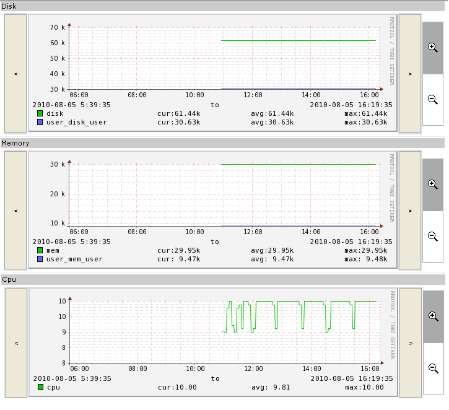 Disk
70 k
60 k
50 k
40 k
30 k
06:00 08:00 10:00 12:00 14:00 16:00
2010-08-05 5:39:35 to 2010-08-05 16:19:35
disk cur:61.44k avg:61.44k max:61.44k
user_disk_user cur:30.63k avg:30.63k max:30.63k
RRDTOOL / TOBI OETIKER
Memory
30 k
20 k
10 k
06:00 08:00 10:00 12:00 14:00 16:00
2010-08-05 5:39:35 to 2010-08-05 16:19:35
mem cur:29.95k avg:29.95k max:29.95k
user_mem_user cur: 9.47k avg: 9.47k max: 9.48k
RRDTOOL / TOBI OETIKER
Cpu
10
10
9
8
8
06:00 08:00 10:00 12:00 14:00 16:00
2010-08-05 5:39:35 to 2010-08-05 16:19:35
cpu cur:10.00 avg: 9.81 max:10.00
RRDTOOL / TOBI OETIKER